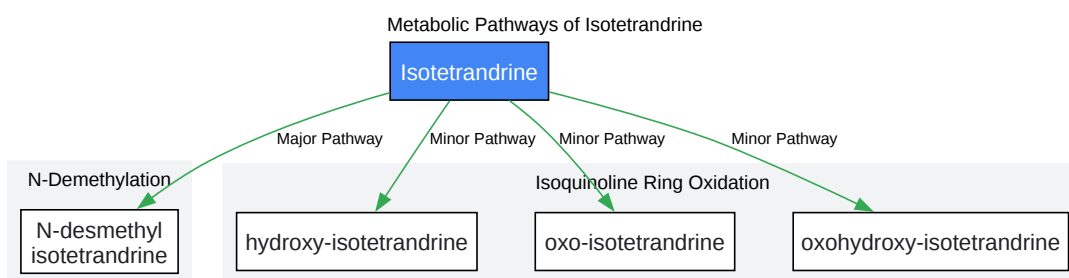 Metabolic Pathways of Isotetrandrine
Isotetrandrine
Major Pathway
Minor Pathway
Minor Pathway
Minor Pathway
N-Demethylation
Isoquinoline Ring Oxidation
N-desmethyl
isotetrandrine
hydroxy-isotetrandrine
oxo-isotetrandrine
oxohydroxy-isotetrandrine